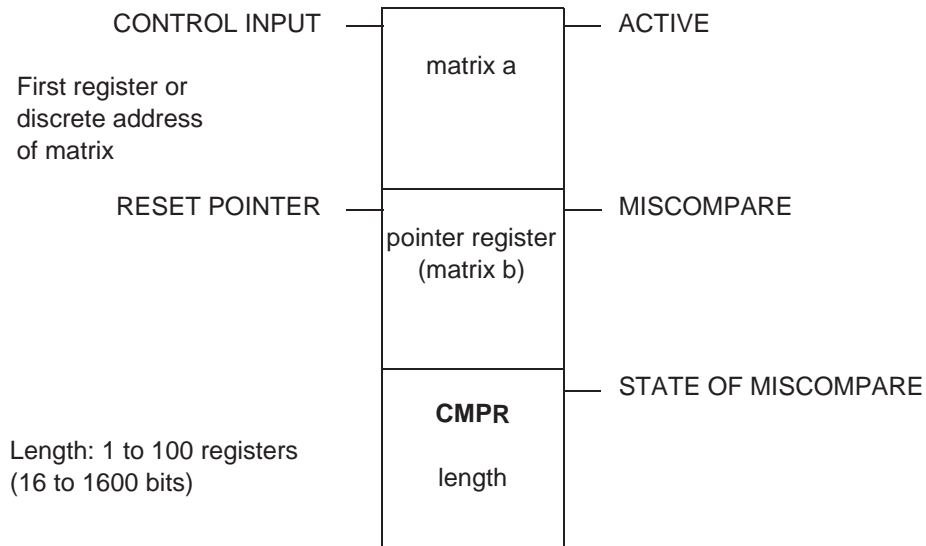 CONTROL INPUT
ACTIVE
matrix a
First register or
discrete address
of matrix
RESET POINTER
MISCOMPARE
pointer register
(matrix b)
STATE OF MISCOMPARE
CMPR
Length: 1 to 100 registers
(16 to 1600 bits)
length